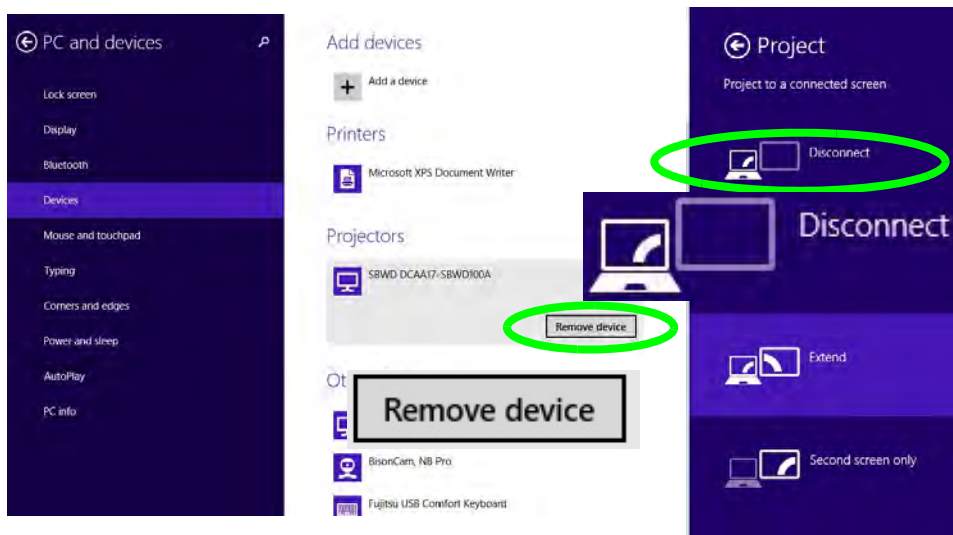 PC and devices
Lock screen
Display
Bluetooth
Devices
Mouse and touchpad
Typing
Corners and edges
Power and sleep
AutoPlay
PC info
Add devices
Add a device
Printers
Microsoft XPS Document Writer
Projectors
SBWD DCAA17-SBWD100A
Remove device
Ot
Remove device
BisonCam, NB Pro
Fujitsu USB Comfort Keyboard
Project
Project to a connected screen
Disconnect
Disconnect
Extend
Second screen only